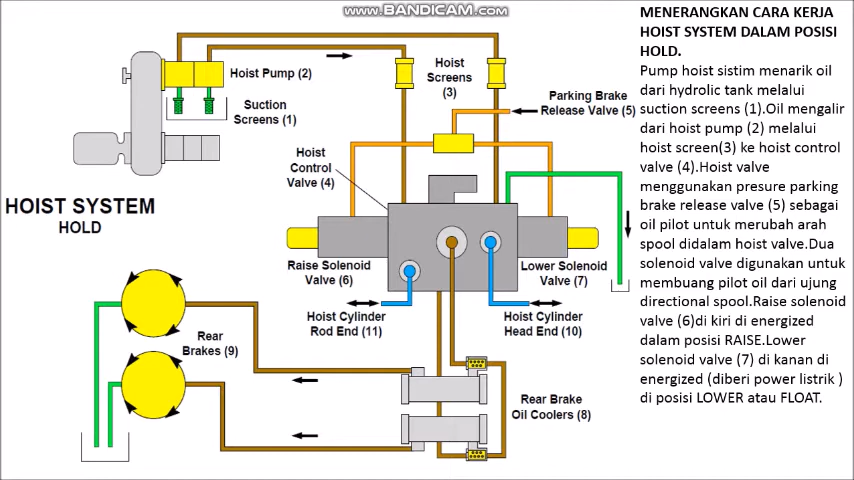 www.BANDICAM.com
MENERANGKAN CARA KERJA
HOIST SYSTEM DALAM POSISI
HOLD.
Pump hoist sistim menarik oil
dari hydrolic tank melalui
suction screens (1).Oil mengalir
dari hoist pump (2) melalui
hoist screen(3) ke hoist control
valve (4).Hoist valve
menggunakan presure parking
brake release valve (5) sebagai
oil pilot untuk merubah arah
spool didalam hoist valve.Dua
solenoid valve digunakan untuk
membuang pilot oil dari ujung
directional spool.Raise solenoid
valve (6)di kiri di energized
dalam posisi RAISE.Lower
solenoid valve (7) di kanan di
energized (diberi power listrik )
di posisi LOWER atau FLOAT.
Hoist Pump (2)
Hoist
Screens
(3)
Suction
Screens (1)
Parking Brake
Release Valve (5)
Hoist
Control
Valve (4)
HOIST SYSTEM
HOLD
Raise Solenoid
Valve (6)
Lower Solenoid
Valve (7)
Hoist Cylinder
Rod End (11)
Hoist Cylinder
Head End (10)
Rear
Brakes (9)
Rear Brake
Oil Coolers (8)